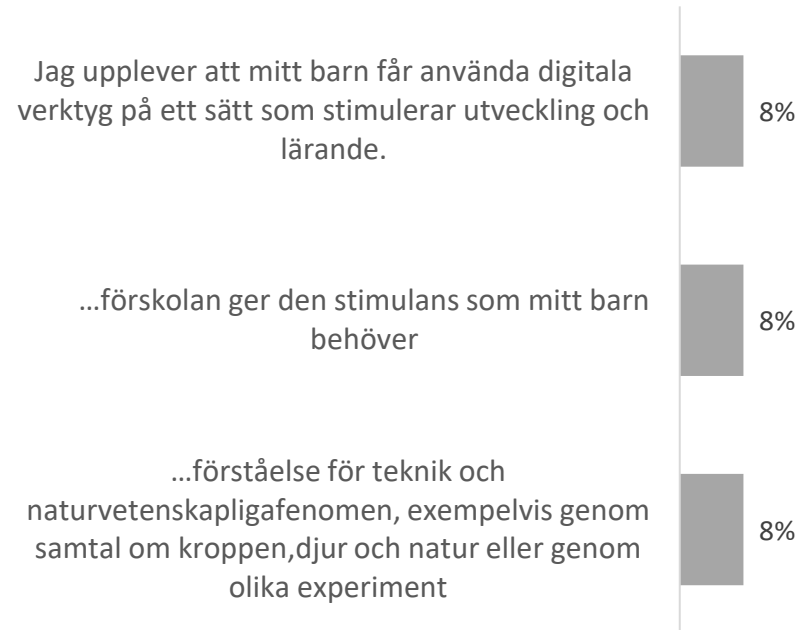 Jag upplever att mitt barn får använda digitala
verktyg på ett sätt som stimulerar utveckling och
lärande.
8%
…förskolan ger den stimulans som mitt barn
behöver
8%
…förståelse för teknik och
naturvetenskapligafenomen, exempelvis genom
samtal om kroppen,djur och natur eller genom
olika experiment
8%